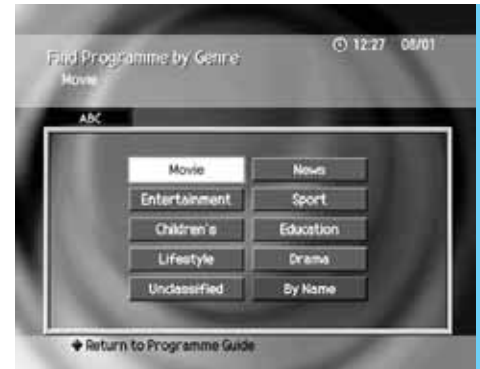 Find Programme by Genre
12:27 08/01
Movie
ABC
Movie News
Entertainment Sport
Children's Education
Lifestyle Drama
Unclassified By Name
Return to Programme Guide